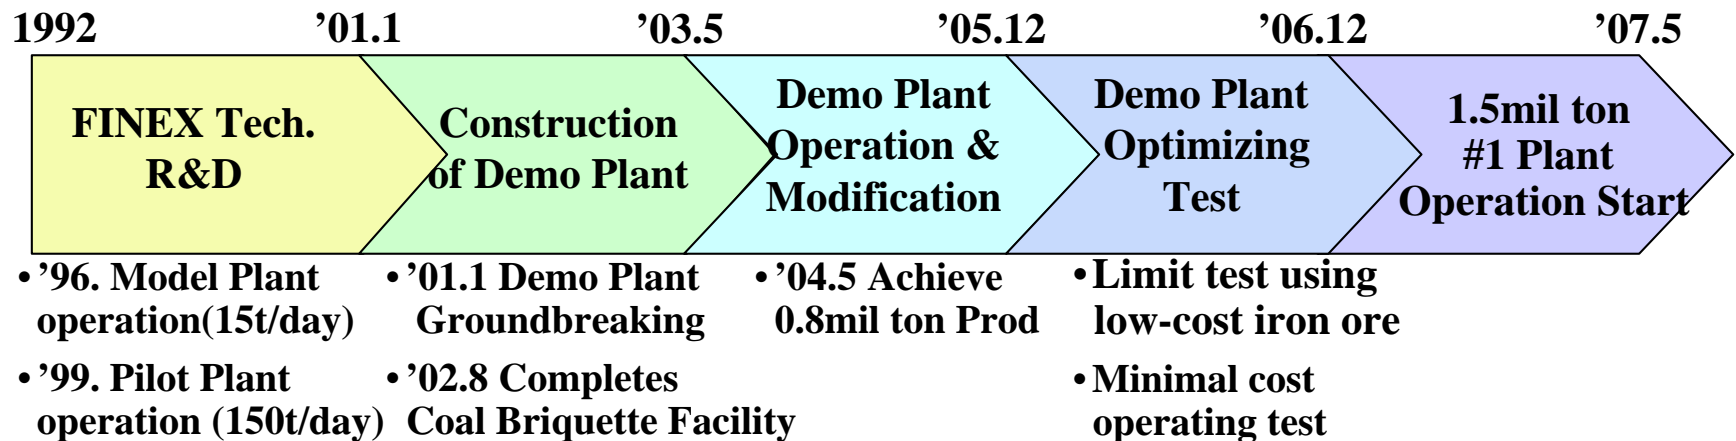 1992 ’01.1 ’03.5 ’05.12 ’06.12 ’07.5
FINEX Tech.
R&D
Construction
of Demo Plant
Demo Plant
Operation &
Modification
Demo Plant
Optimizing
Test
1.5mil ton
#1 Plant
Operation Start
• ’96. Model Plant
operation(15t/day)
• ’99. Pilot Plant
operation (150t/day)
• ’01.1 Demo Plant
Groundbreaking
• ’02.8 Completes
Coal Briquette Facility
• ’04.5 Achieve
0.8mil ton Prod
• Limit test using
low-cost iron ore
• Minimal cost
operating test